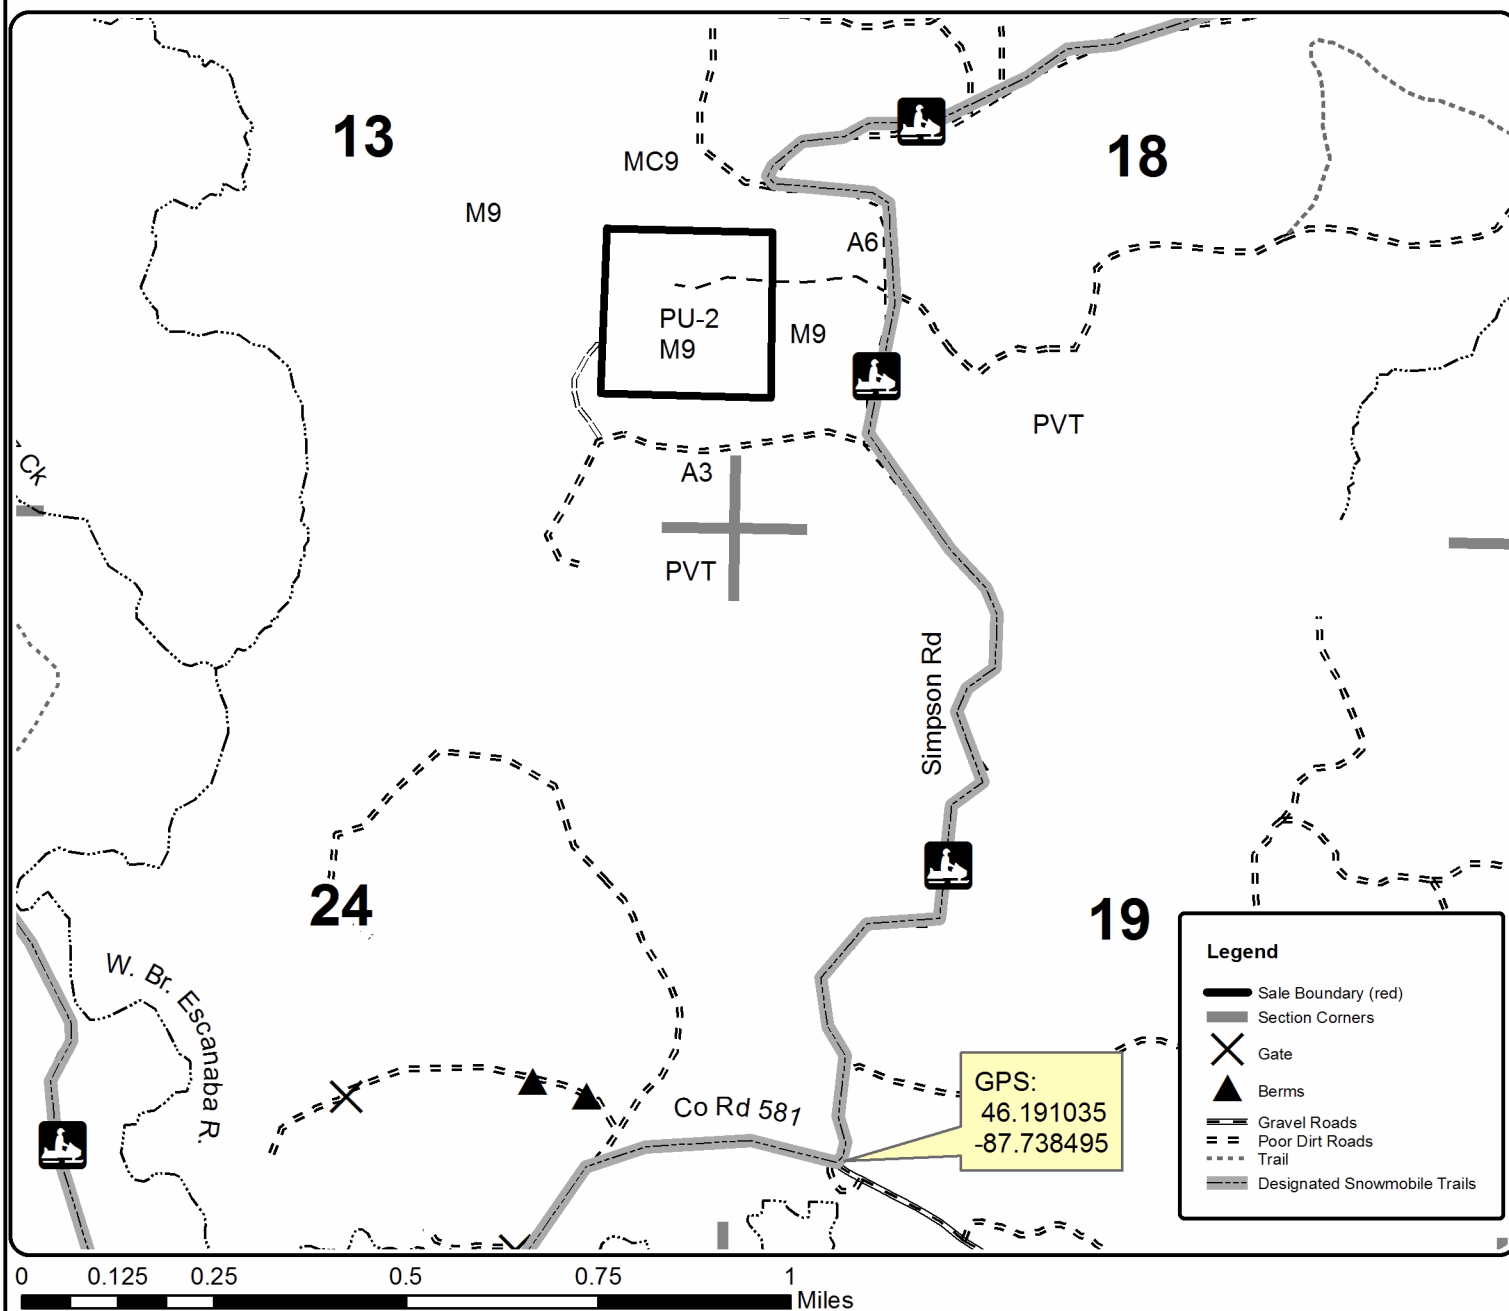 13
MC9
18
M9
A6
PU-2
M9
M9
PVT
Ck
A3
PVT
Simpson Rd
24
19
W. Br. Escanaba R.
Co Rd 581
GPS:
46.191035
-87.738495
Legend
Sale Boundary (red)
Section Corners
Gate
Berms
Gravel Roads
Poor Dirt Roads
Trail
Designated Snowmobile Trails
0 0.125 0.25 0.5 0.75 1
Miles